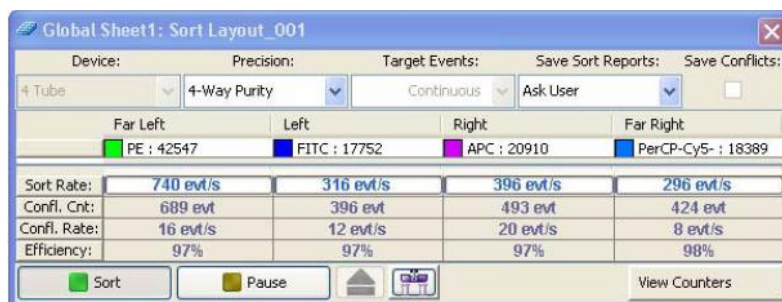 Global Sheet1: Sort Layout_001
Device: Precision: Target Events: Save Sort Reports: Save Conflicts:
4 Tube 4-Way Purity Continuous Ask User
Far Left Left Right Far Right
PE : 42547 FITC : 17752 APC : 20910 PerCP-Cy5- : 18389
Sort Rate: 740 evt/s 316 evt/s 396 evt/s 296 evt/s
Confl. Cnt: 689 evt 396 evt 493 evt 424 evt
Confl. Rate: 16 evt/s 12 evt/s 20 evt/s 8 evt/s
Efficiency: 97% 97% 97% 98%
Sort Pause View Counters